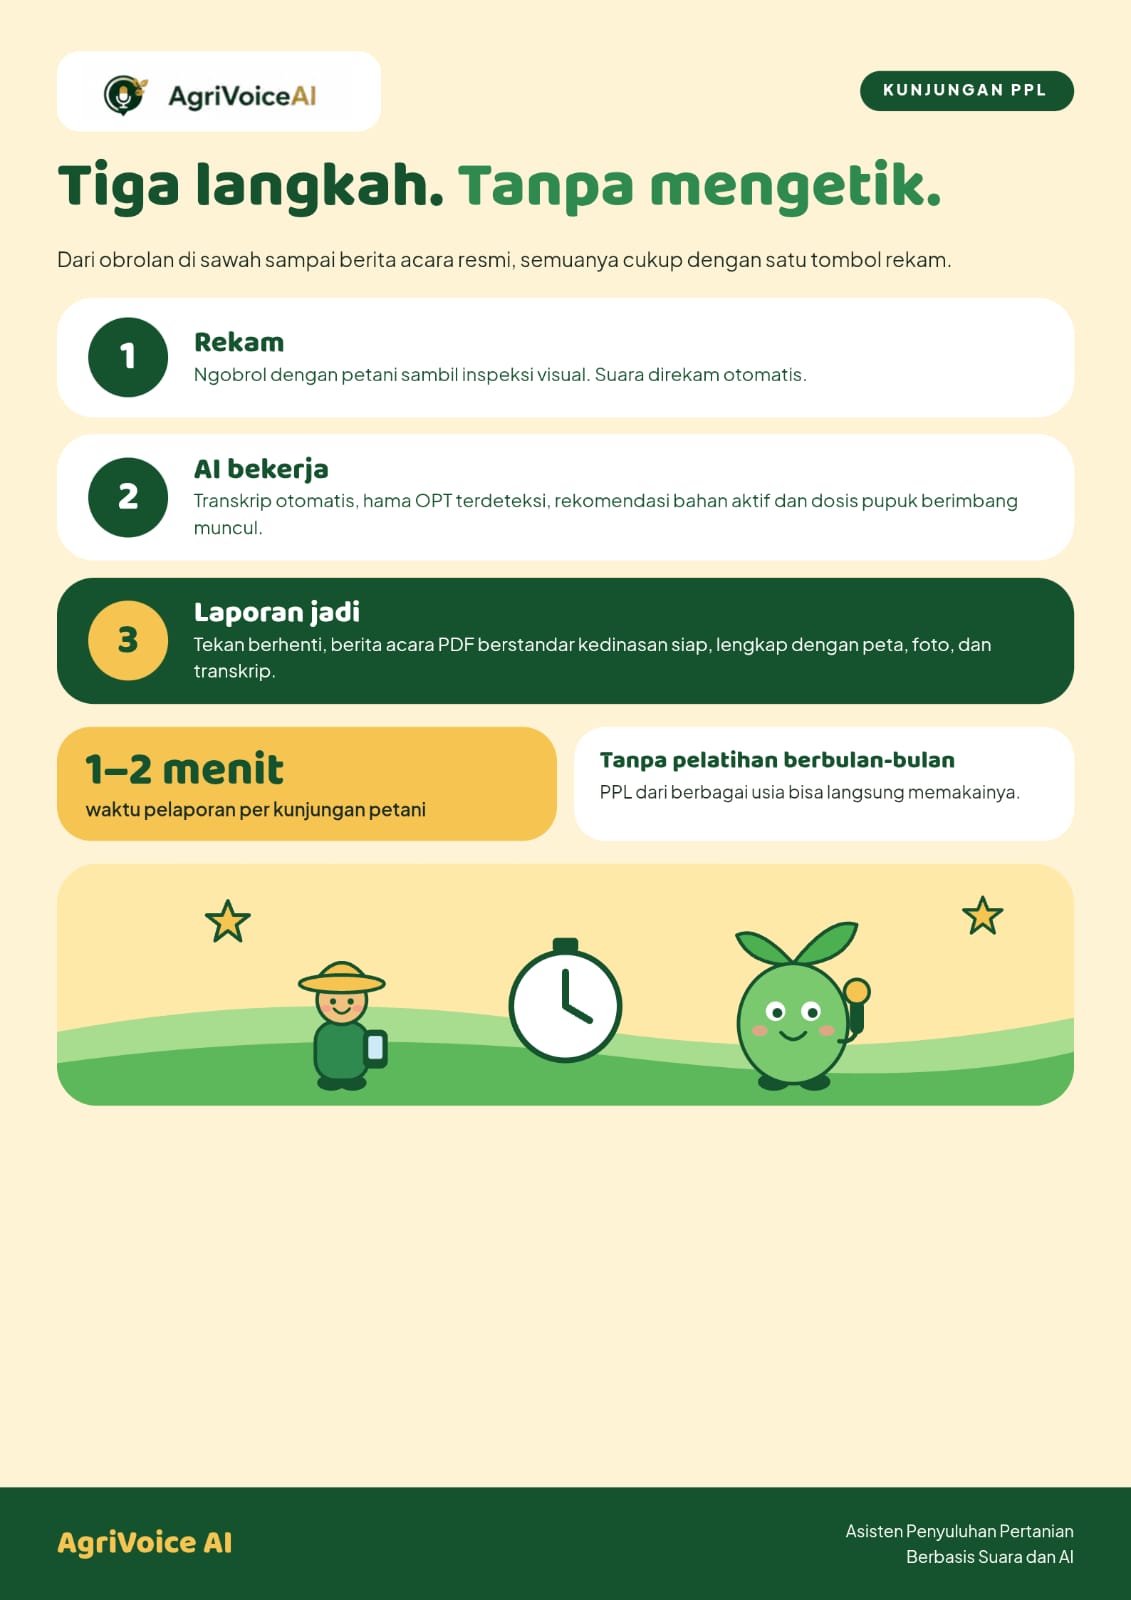 AgriVoiceAI
KUNJUNGAN PPL
Tiga langkah. Tanpa mengetik.
Dari obrolan di sawah sampai berita acara resmi, semuanya cukup dengan satu tombol rekam.
1
Rekam
Ngobrol dengan petani sambil inspeksi visual. Suara direkam otomatis.
2
AI bekerja
Transkrip otomatis, hama OPT terdeteksi, rekomendasi bahan aktif dan dosis pupuk berimbang
muncul.
3
Laporan jadi
Tekan berhenti, berita acara PDF berstandar kedinasan siap, lengkap dengan peta, foto, dan
transkrip.
1–2 menit
waktu pelaporan per kunjungan petani
Tanpa pelatihan berbulan-bulan
PPL dari berbagai usia bisa langsung memakainya.
AgriVoice AI
Asisten Penyuluhan Pertanian
Berbasis Suara dan AI